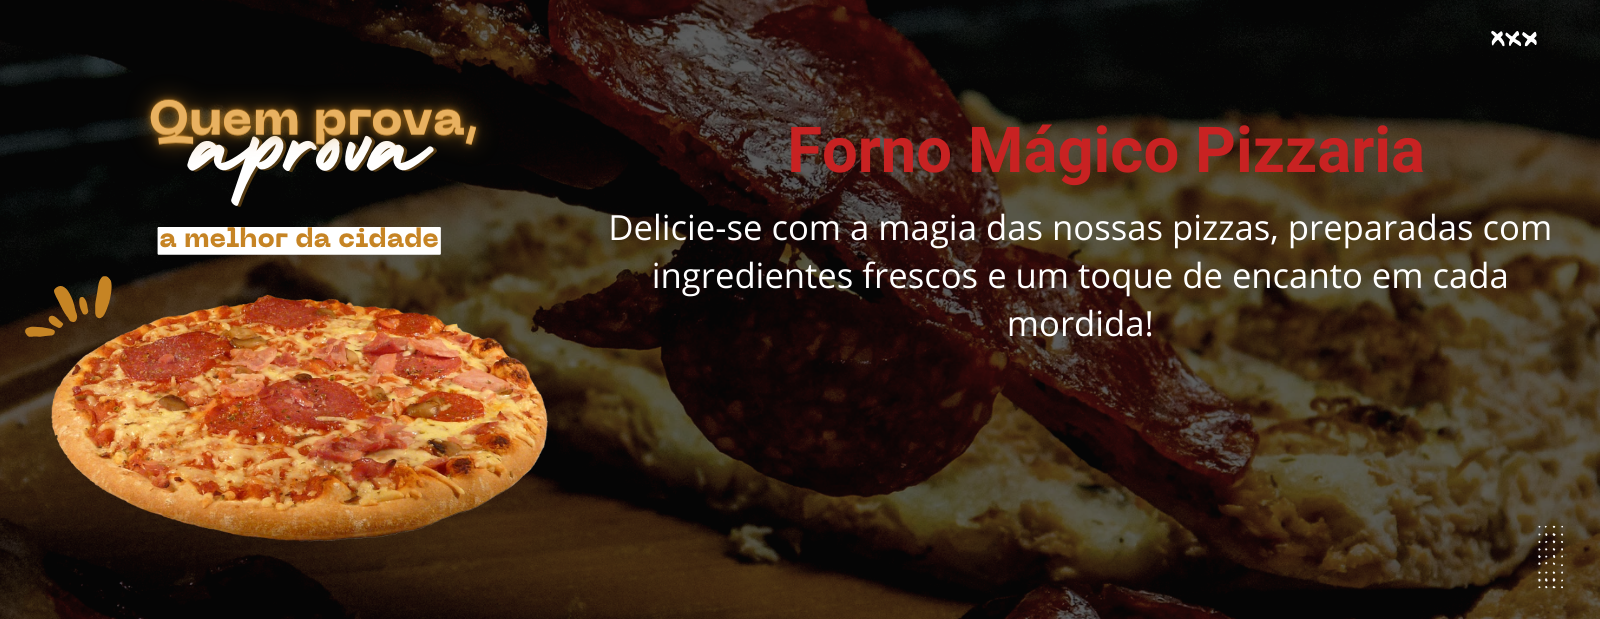 Quem prova,
aprova
a melhor da cidade
xxx
Forno Mágico Pizzaria
Delicie-se com a magia das nossas pizzas, preparadas com
ingredientes frescos e um toque de encanto em cada
mordida!